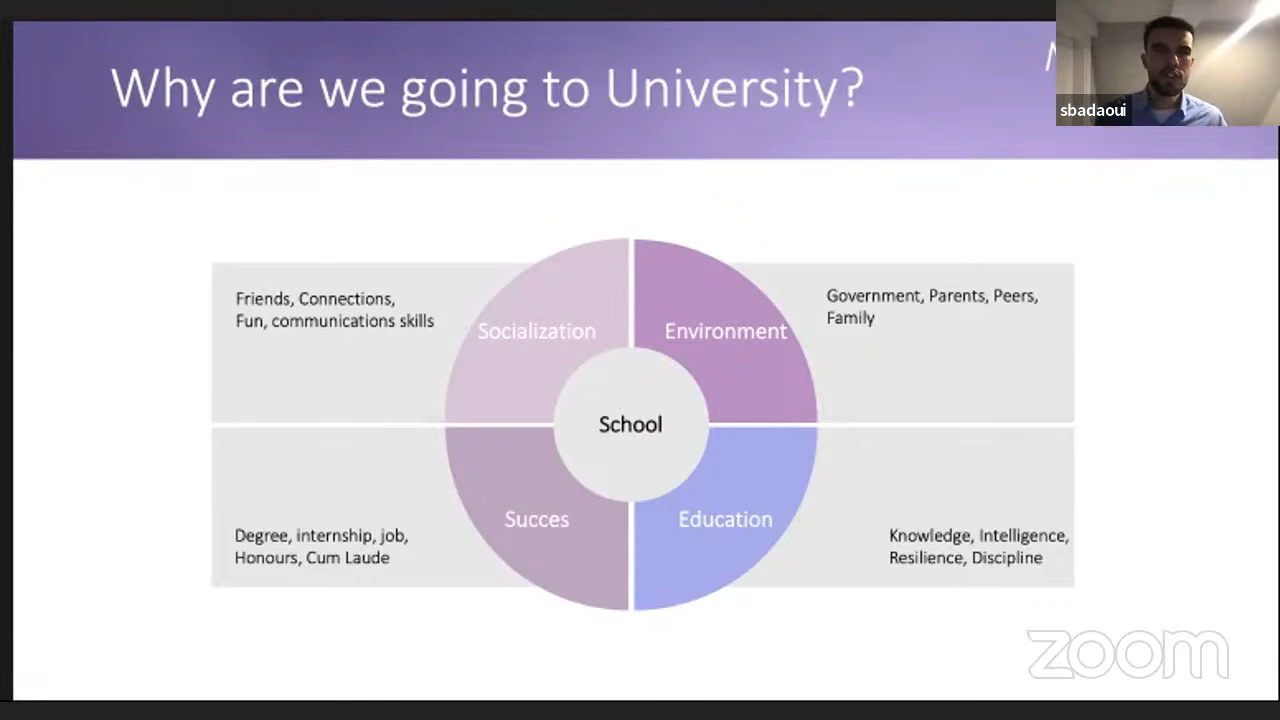 Why are we going to University?
sbadaoui
Friends, Connections,
Fun, communications skills
Government, Parents, Peers,
Family
Socialization
Environment
School
Succes
Education
Degree, internship, job,
Honours, Cum Laude
Knowledge, Intelligence,
Resilience, Discipline
zoom